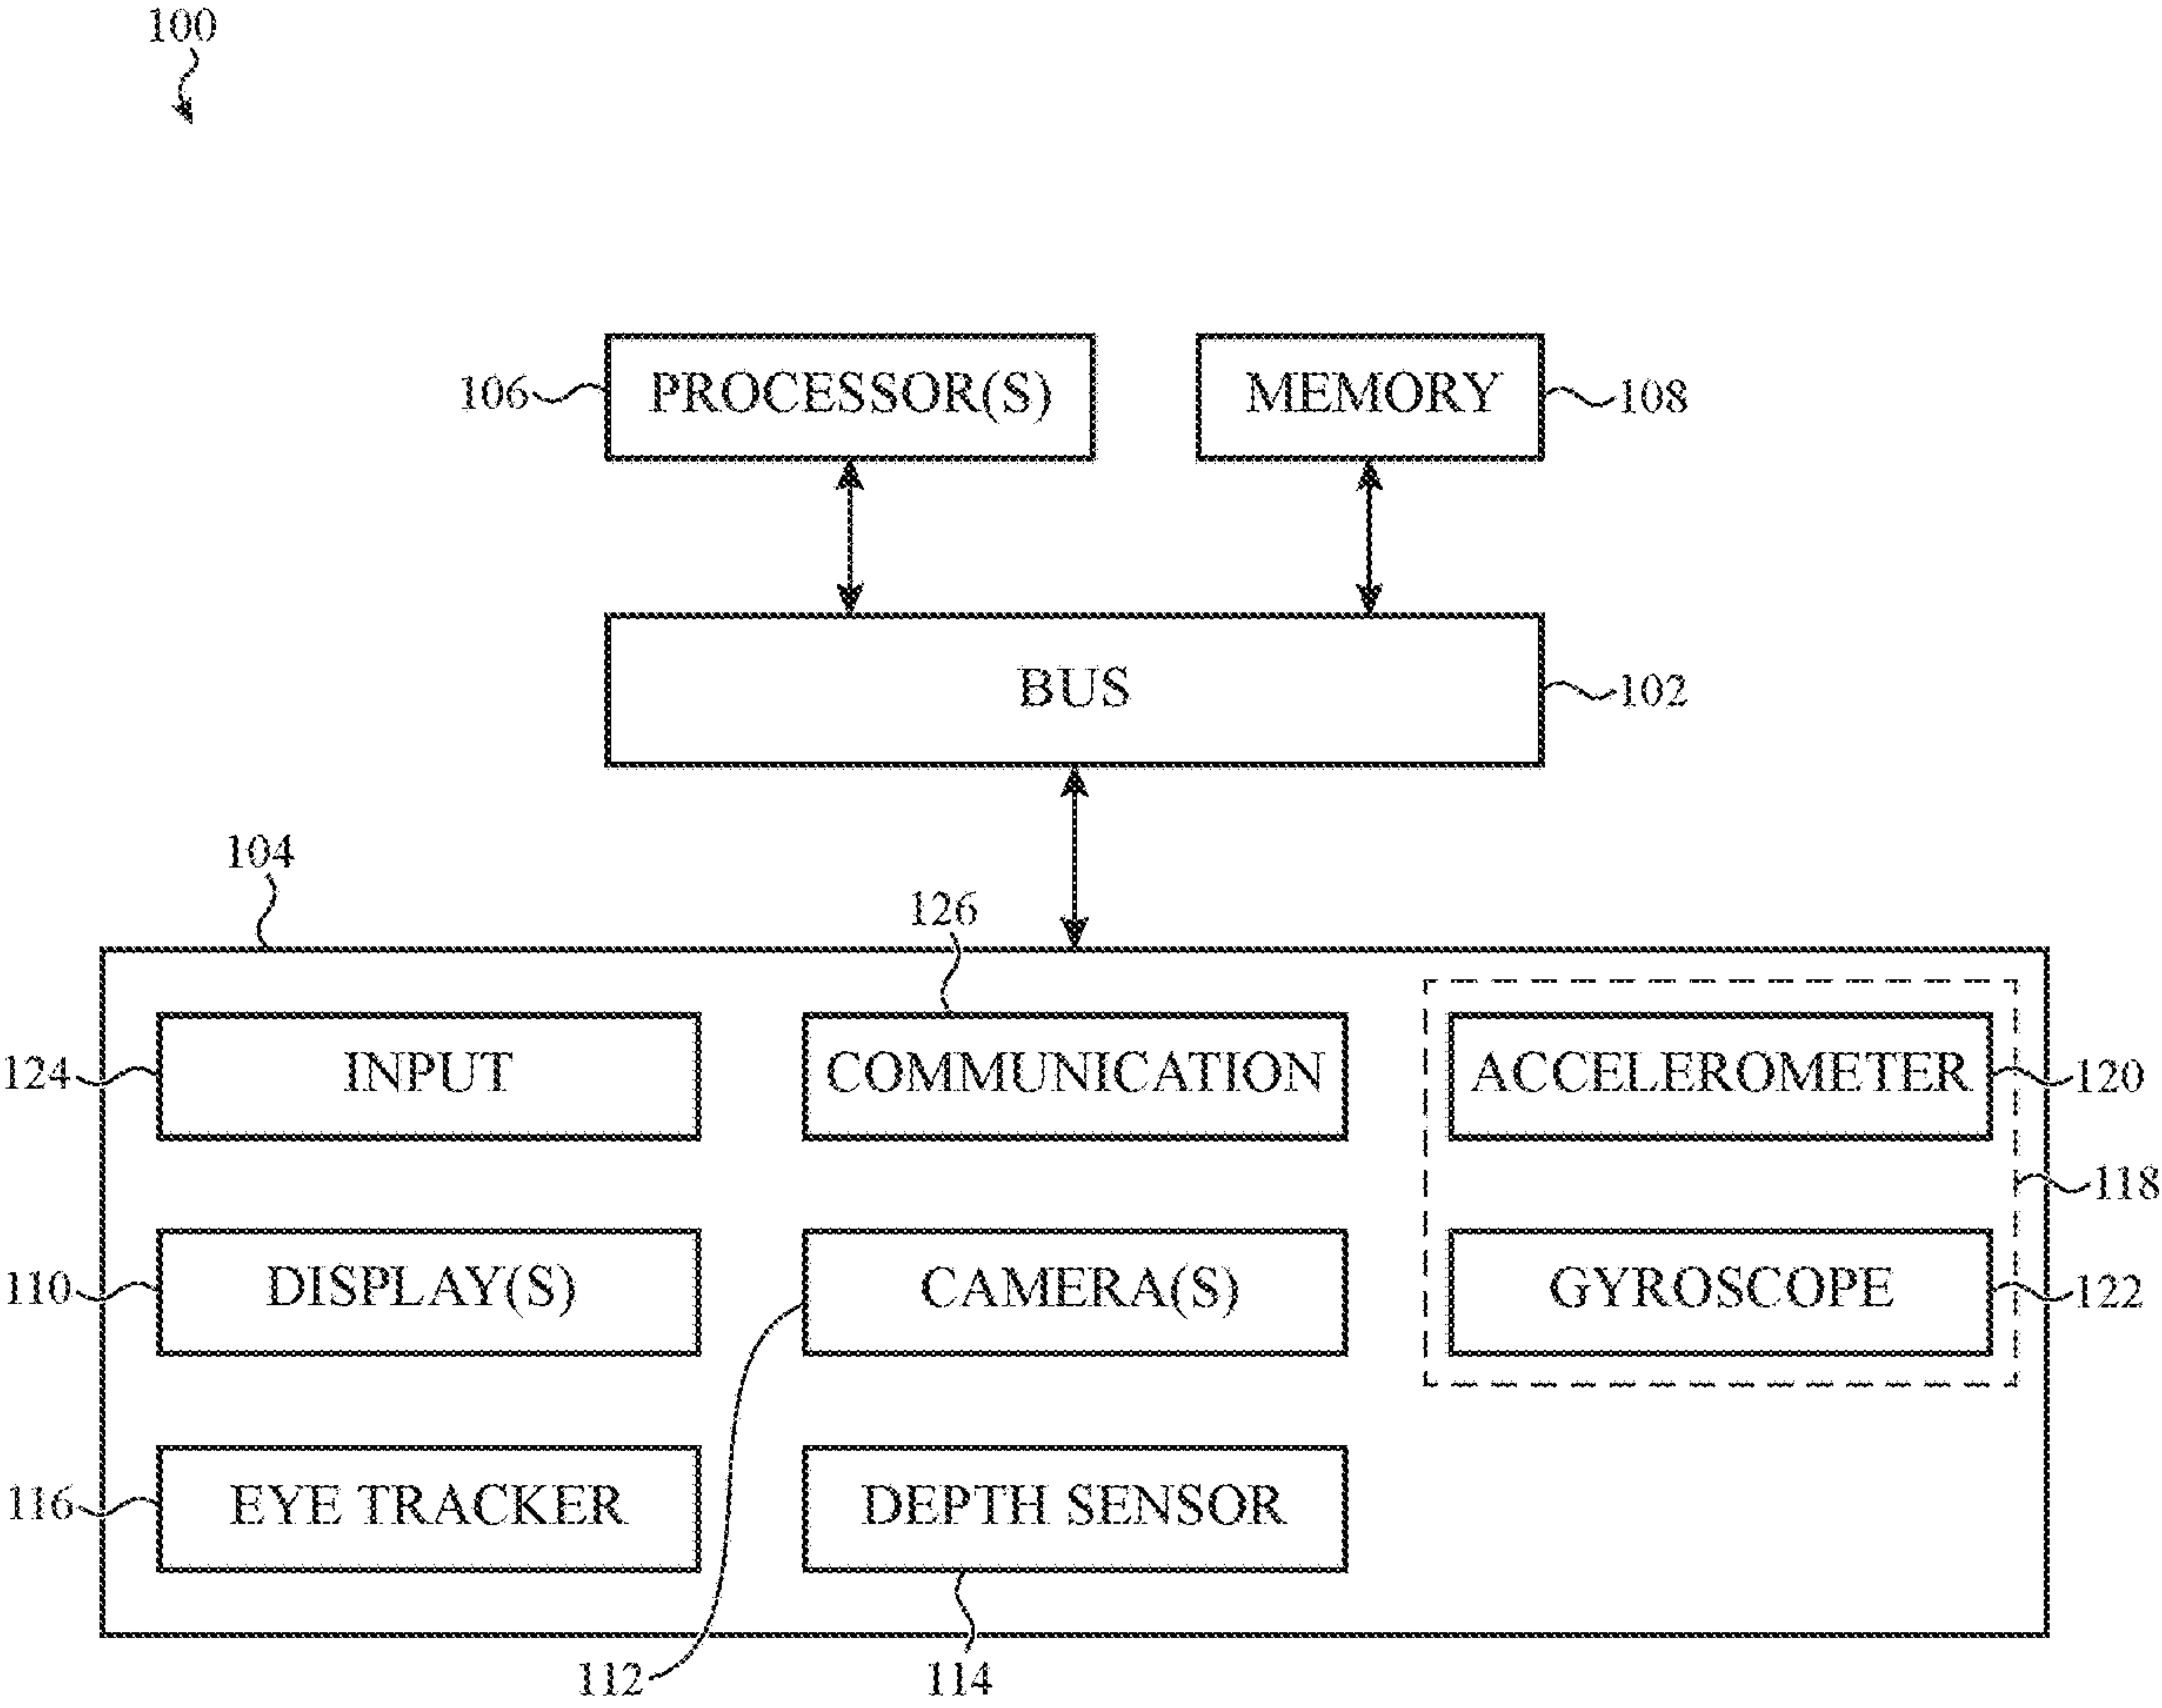 100
106 PROCESSOR(S) MEMORY 108
BUS 102
104
126
124 INPUT COMMUNICATION ACCELEROMETER 120
118
110 DISPLAY(S) CAMERA(S) GYROSCOPE 122
116 EYE TRACKER DEPTH SENSOR
112 114